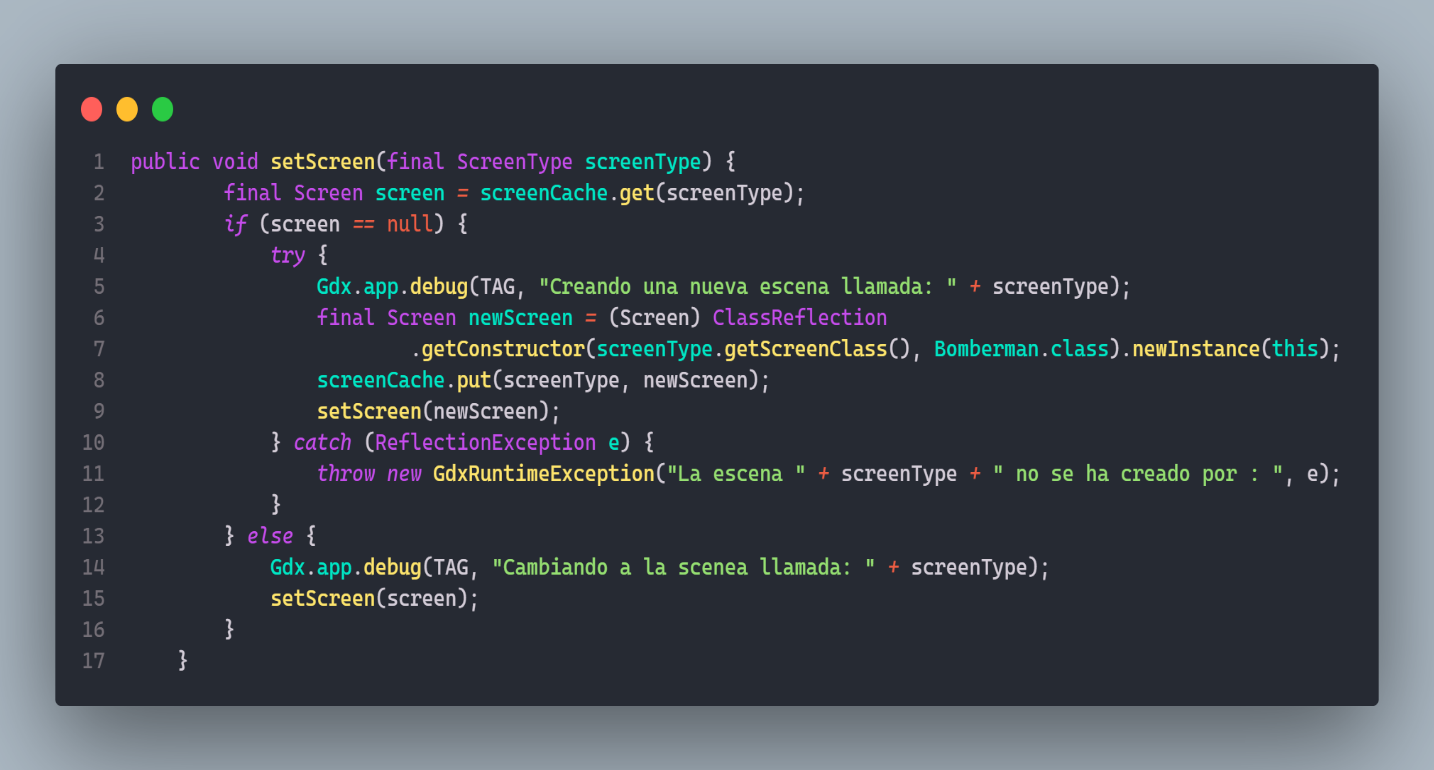 1 public void setScreen(final ScreenType screenType) {
2         final Screen screen = screenCache.get(screenType);
3         if (screen == null) {
4             try {
5                 Gdx.app.debug(TAG, "Creando una nueva escena llamada: " + screenType);
6                 final Screen newScreen = (Screen) ClassReflection
7                         .getConstructor(screenType.getScreenClass(), Bomberman.class).newInstance(this);
8                 screenCache.put(screenType, newScreen);
9                 setScreen(newScreen);
10             } catch (ReflectionException e) {
11                 throw new GdxRuntimeException("La escena " + screenType + " no se ha creado por : ", e);
12             }
13         } else {
14             Gdx.app.debug(TAG, "Cambiando a la scenea llamada: " + screenType);
15             setScreen(screen);
16         }
17     }